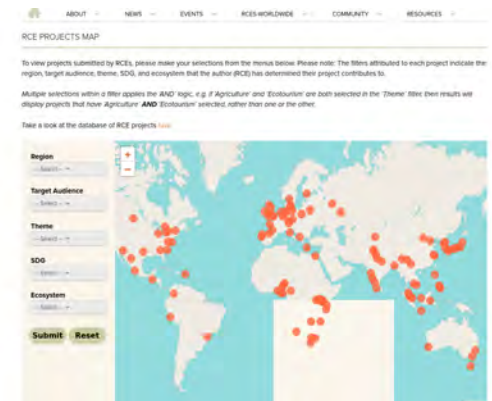 ABOUT NEWS EVENTS RCES WORLDWIDE COMMUNITY RESOURCES
RCE PROJECTS MAP
To view projects submitted by RCEs, please make your selections from the menus below. Please note: The filters attributed to each project indicate the
region, target audience, theme, SDG, and ecosystem that the author (RCE) has determined their project contributes to.
Multiple selections within a filter applies the 'AND' logic, e.g. if 'Agriculture' and 'Ecotourism' are both selected in the 'Theme' filter, then results will
display projects that have 'Agriculture' AND 'Ecotourism' selected, rather than one or the other.
Take a look at the database of RCE projects here
Region
- Select -
Target Audience
- Select -
Theme
- Select -
SDG
- Select -
Ecosystem
- Select -
Submit Reset
+
−